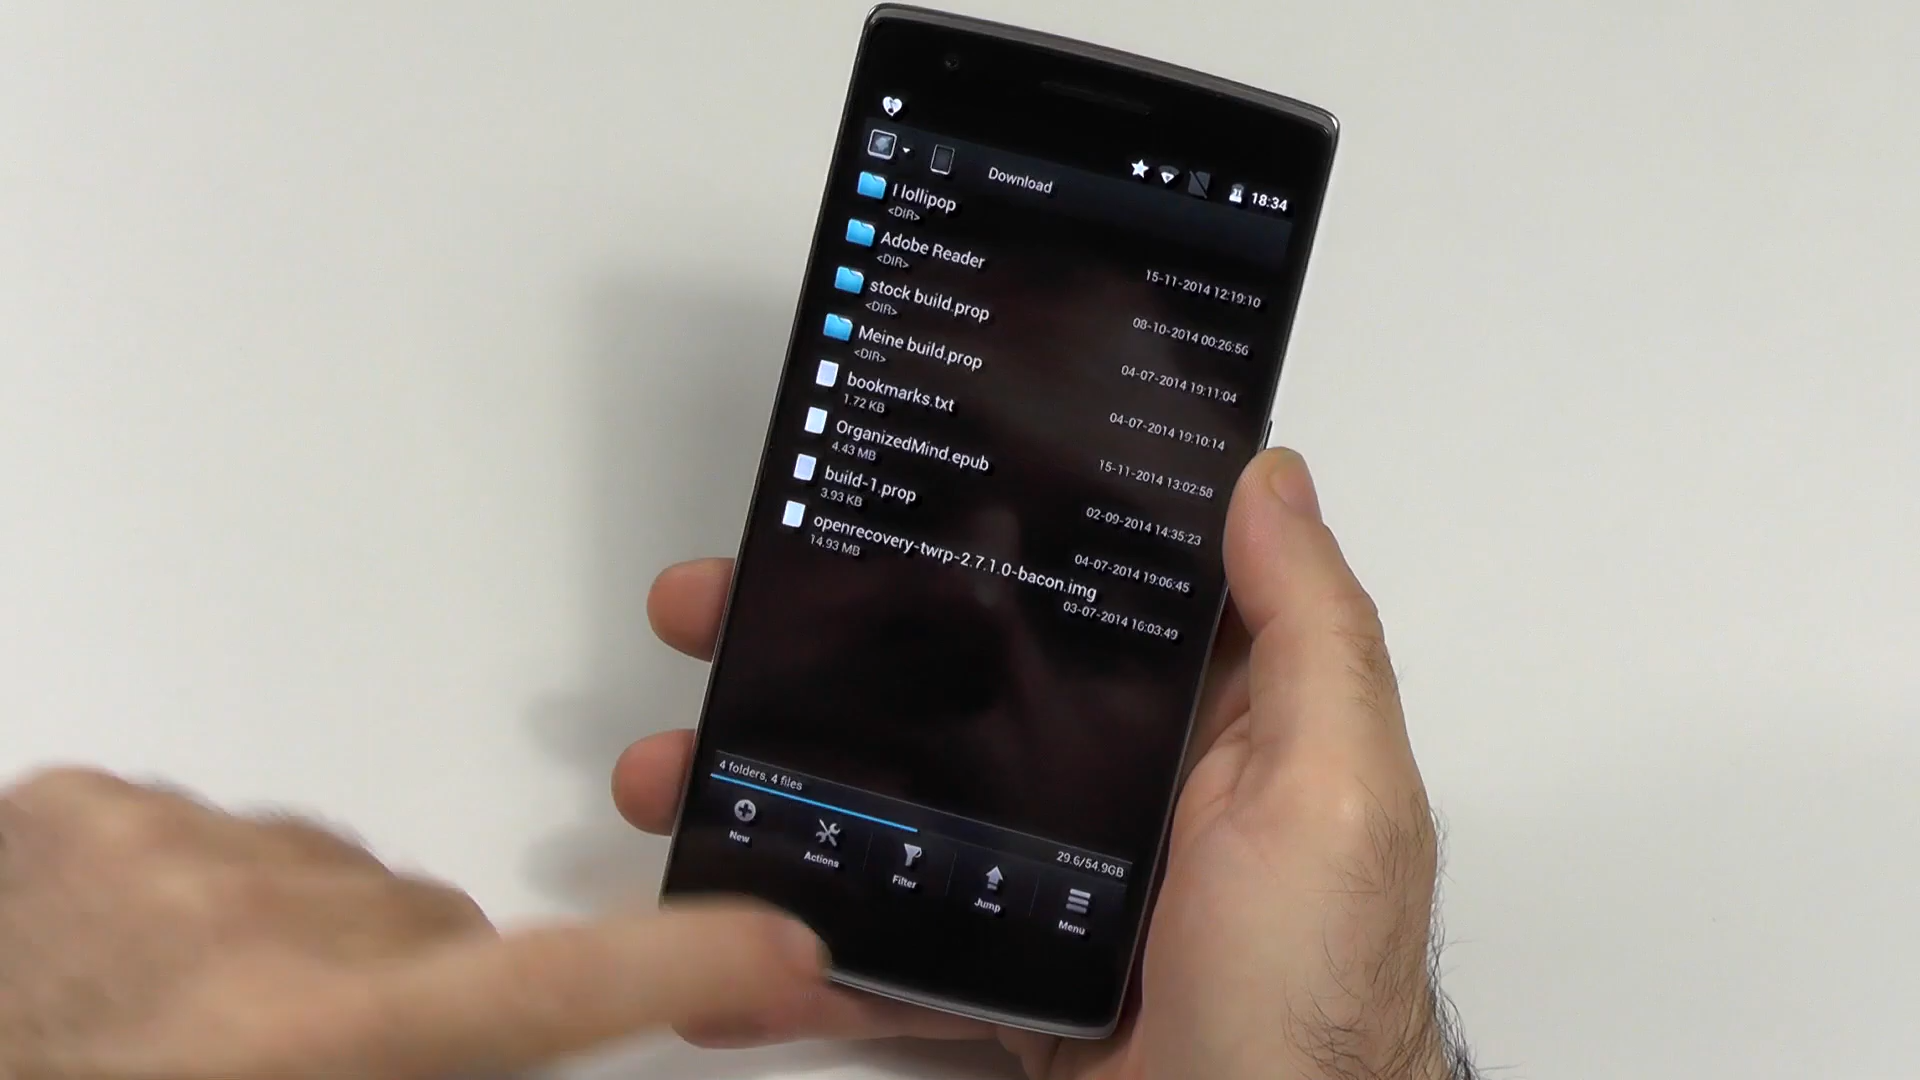 18:34
Download
I lollipop
<DIR>
15-11-2014 12:19:10
Adobe Reader
<DIR>
08-10-2014 00:26:56
stock build.prop
<DIR>
04-07-2014 19:11:04
Meine build.prop
<DIR>
04-07-2014 19:10:14
bookmarks.txt
1.72 KB
15-11-2014 13:02:58
OrganizedMind.epub
4.43 MB
02-09-2014 14:35:23
build-1.prop
3.93 KB
04-07-2014 19:06:45
openrecovery-twrp-2.7.1.0-bacon.img
14.93 MB
03-07-2014 16:03:49
4 folders, 4 files
29.6/54.9GB
New
Actions
Filter
Jump
Menu